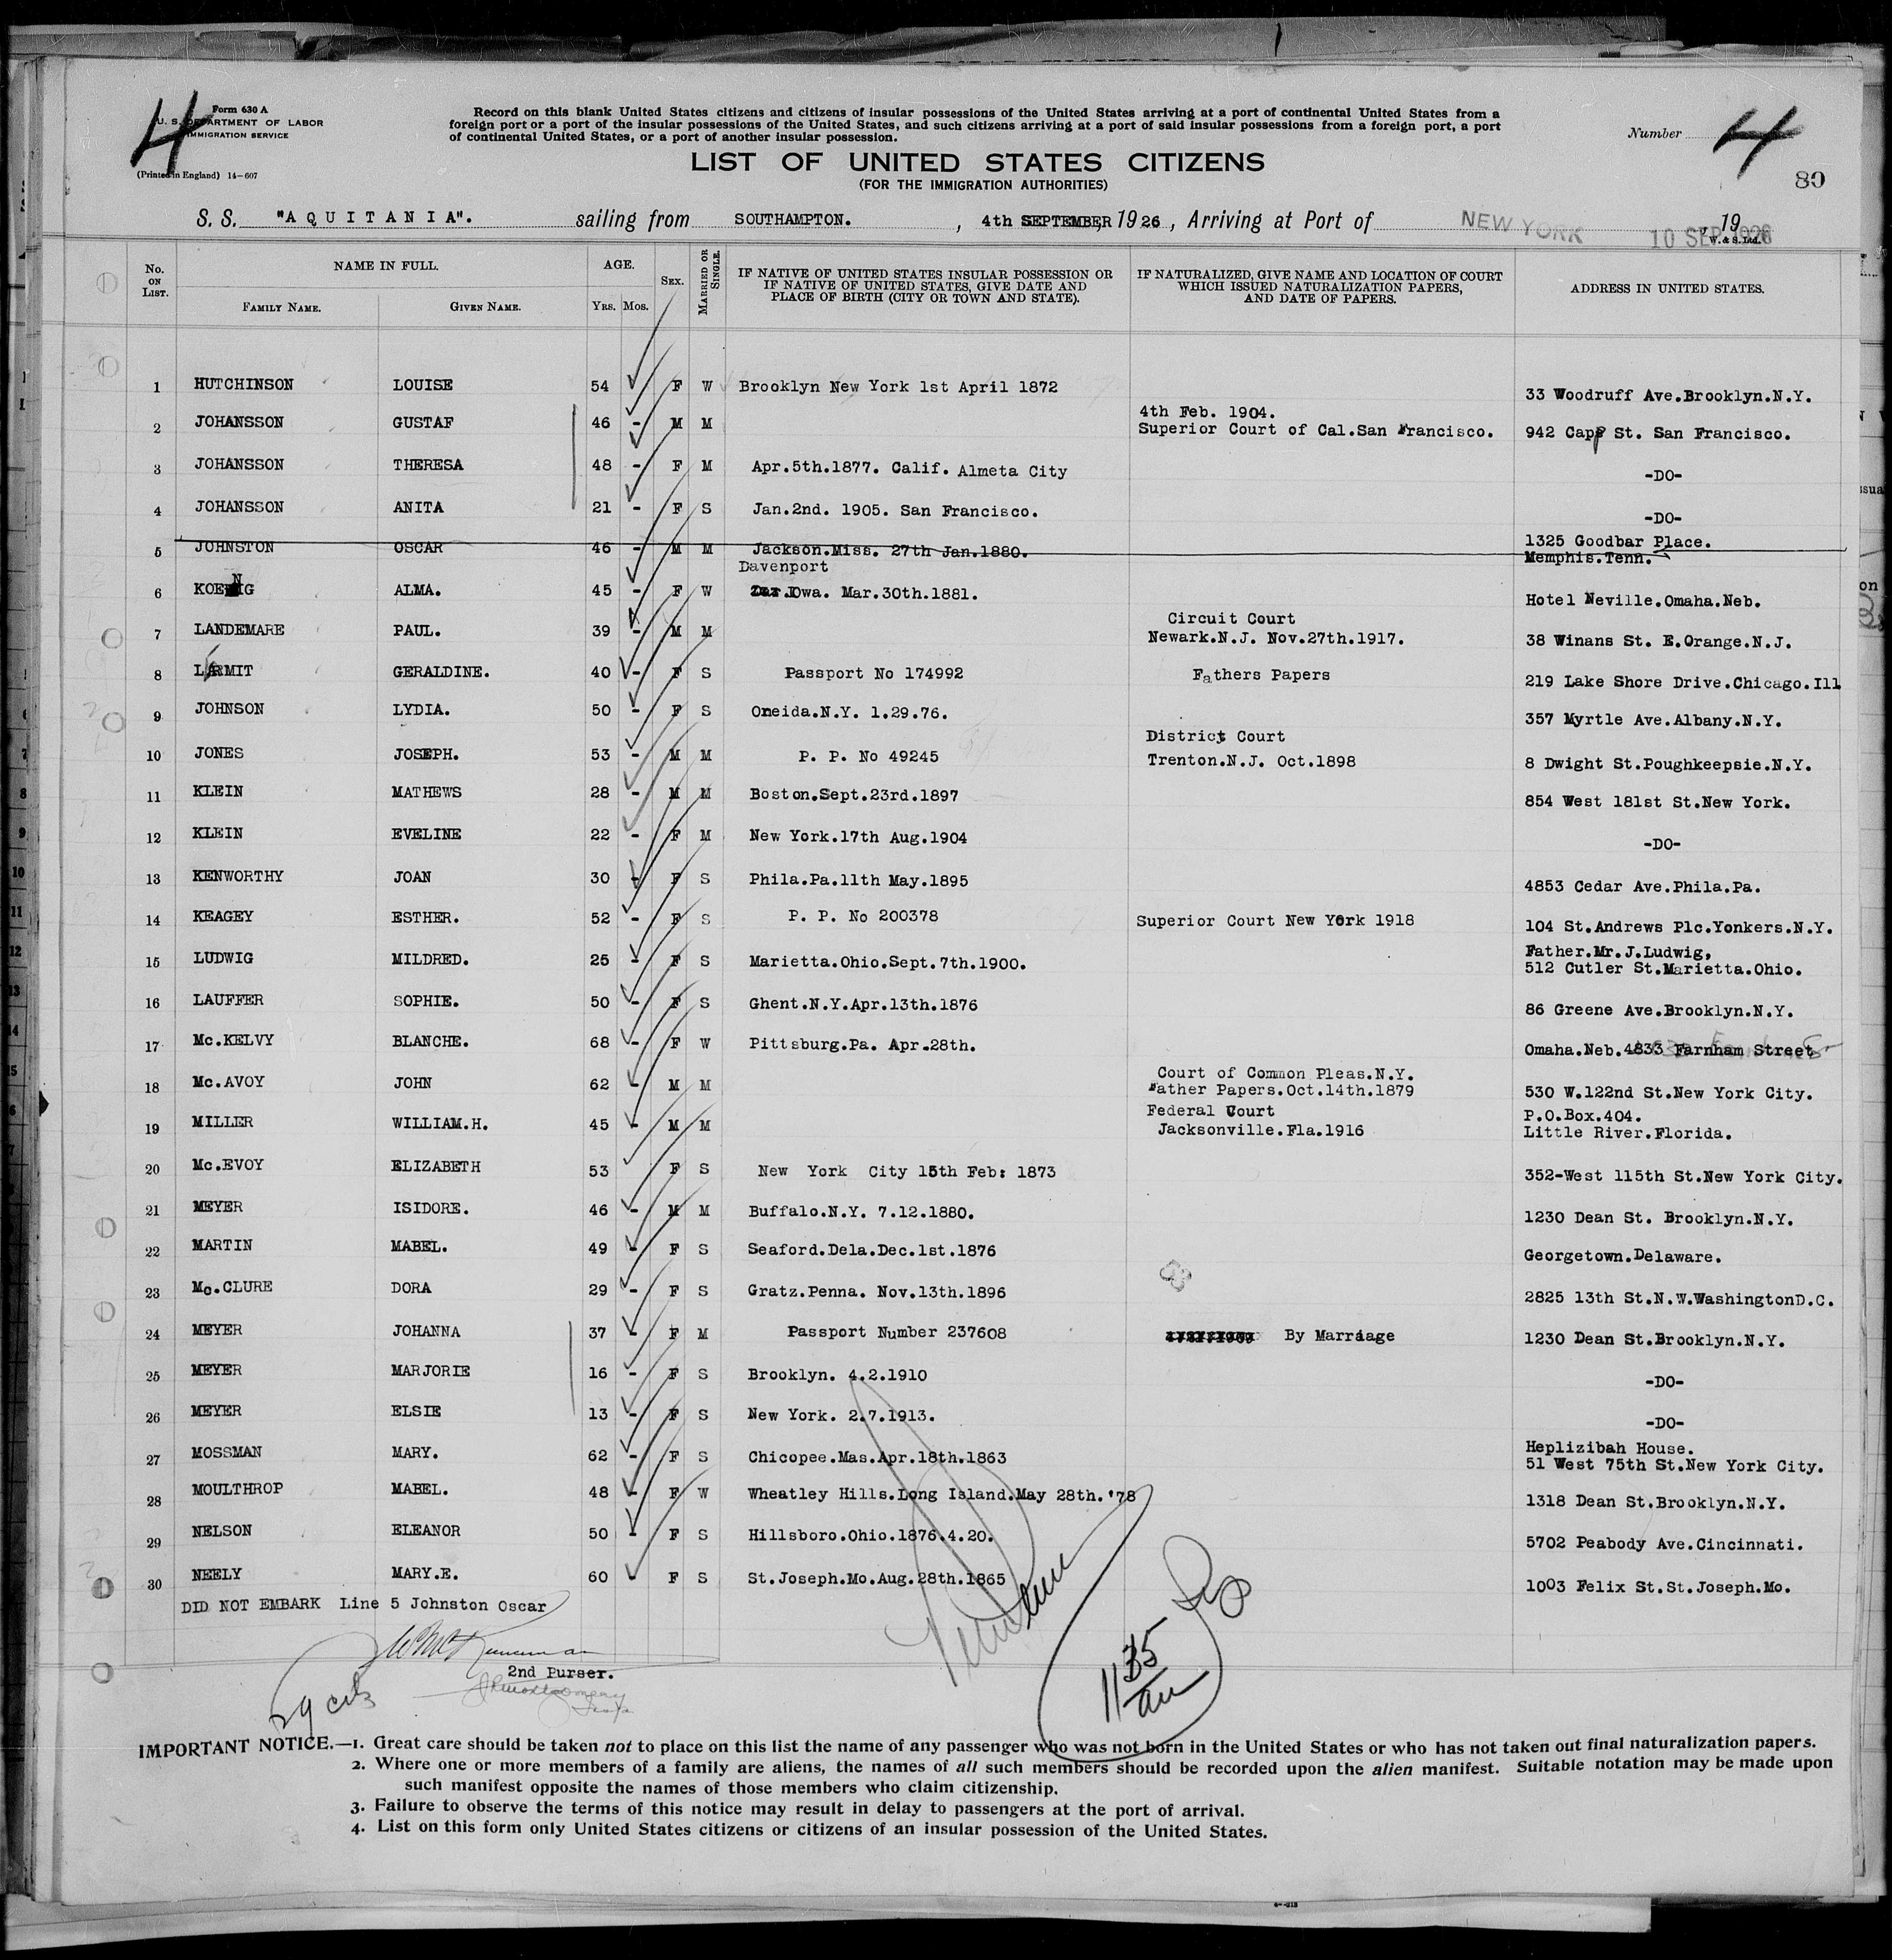 4
Form 630 A
U. S. DEPARTMENT OF LABOR
IMMIGRATION SERVICE
(Printed in England) 14-607
Record on this blank United States citizens and citizens of insular possessions of the United States arriving at a port of continental United States from a
foreign port or a port of the insular possessions of the United States, and such citizens arriving at a port of said insular possessions from a foreign port, a port
of continental United States, or a port of another insular possession.
Number 4
80
LIST OF UNITED STATES CITIZENS
(FOR THE IMMIGRATION AUTHORITIES)
S. S. "AQUITANIA". sailing from SOUTHAMPTON. , 4th SEPTEMBER, 1926, Arriving at Port of NEW YORK 10 SEP 1926 , 19
W. & S. Ltd.
No. ON LIST. NAME IN FULL. FAMILY NAME. GIVEN NAME. AGE. Yrs. Mos. SEX. MARRIED OR SINGLE. IF NATIVE OF UNITED STATES INSULAR POSSESSION OR IF NATIVE OF UNITED STATES, GIVE DATE AND PLACE OF BIRTH (CITY OR TOWN AND STATE). IF NATURALIZED, GIVE NAME AND LOCATION OF COURT WHICH ISSUED NATURALIZATION PAPERS, AND DATE OF PAPERS. ADDRESS IN UNITED STATES.
1 HUTCHINSON LOUISE 54 F W Brooklyn New York 1st April 1872 33 Woodruff Ave.Brooklyn.N.Y.
2 JOHANSSON GUSTAF 46 - M M 4th Feb. 1904. Superior Court of Cal.San Francisco. 942 Capp St. San Francisco.
3 JOHANSSON THERESA 48 - F M Apr.5th.1877. Calif. Almeta City -DO-
4 JOHANSSON ANITA 21 - F S Jan.2nd. 1905. San Francisco. -DO-
5 JOHNSTON OSCAR 46 - M M Jackson.Miss. 27th Jan.1880. 1325 Goodbar Place. Memphis.Tenn.
6 KOENIG ALMA. 45 - F W Davenport Iowa. Mar.30th.1881. Hotel Neville.Omaha.Neb.
7 LANDEMARE PAUL. 39 - M M Circuit Court Newark.N.J. Nov.27th.1917. 38 Winans St. E.Orange.N.J.
8 GERALDINE. 40 - F S Passport No 174992 Fathers Papers 219 Lake Shore Drive.Chicago.Ill
9 JOHNSON LYDIA. 50 - F S Oneida.N.Y. 1.29.76. 357 Myrtle Ave.Albany.N.Y.
10 JONES JOSEPH. 53 - M M P. P. No 49245 District Court Trenton.N.J. Oct.1898 8 Dwight St.Poughkeepsie.N.Y.
11 KLEIN MATHEWS 28 - M M Boston.Sept.23rd.1897 854 West 181st St.New York.
12 KLEIN EVELINE 22 - F M New York.17th Aug.1904 -DO-
13 KENWORTHY JOAN 30 - F S Phila.Pa.11th May.1895 4853 Cedar Ave.Phila.Pa.
14 KEAGEY ESTHER. 52 - F S P. P. No 200378 Superior Court New York 1918 104 St.Andrews Plc.Yonkers.N.Y.
15 LUDWIG MILDRED. 25 - F S Marietta.Ohio.Sept.7th.1900. Father.Mr.J.Ludwig, 512 Cutler St.Marietta.Ohio.
16 LAUFFER SOPHIE. 50 - F S Ghent.N.Y.Apr.13th.1876 86 Greene Ave.Brooklyn.N.Y.
17 Mc.KELVY BLANCHE. 68 - F W Pittsburg.Pa. Apr.28th. Omaha.Neb.4833 Farnham Street
18 Mc.AVOY JOHN 62 - M M Court of Common Pleas.N.Y. Father Papers.Oct.14th.1879 530 W.122nd St.New York City.
19 MILLER WILLIAM.H. 45 - M M Federal Court Jacksonville.Fla.1916 P.O.Box.404. Little River.Florida.
20 Mc.EVOY ELIZABETH 53 F S New York City 15th Feb: 1873 352-West 115th St.New York City.
21 MEYER ISIDORE. 46 - M M Buffalo.N.Y. 7.12.1880. 1230 Dean St. Brooklyn.N.Y.
22 MARTIN MABEL. 49 - F S Seaford.Dela.Dec.1st.1876 Georgetown.Delaware.
23 Mc.CLURE DORA 29 - F S Gratz.Penna. Nov.13th.1896 2825 13th St.N.W.WashingtonD.C.
24 MEYER JOHANNA 37 - F M Passport Number 237608 By Marriage 1230 Dean St.Brooklyn.N.Y.
25 MEYER MARJORIE 16 - F S Brooklyn. 4.2.1910 -DO-
26 MEYER ELSIE 13 - F S New York. 2.7.1913. -DO-
27 MOSSMAN MARY. 62 - F S Chicopee.Mas.Apr.18th.1863 Heplizibah House. 51 West 75th St.New York City.
28 MOULTHROP MABEL. 48 - F W Wheatley Hills.Long Island.May 28th.'78 1318 Dean St.Brooklyn.N.Y.
29 NELSON ELEANOR 50 - F S Hillsboro.Ohio.1876.4.20. 5702 Peabody Ave.Cincinnati.
30 NEELY MARY.E. 60 - F S St.Joseph.Mo.Aug.28th.1865 1003 Felix St.St.Joseph.Mo.
DID NOT EMBARK Line 5 Johnston Oscar
2nd Purser.
29 cits
11 35 am
IMPORTANT NOTICE.—1. Great care should be taken not to place on this list the name of any passenger who was not born in the United States or who has not taken out final naturalization papers.
2. Where one or more members of a family are aliens, the names of all such members should be recorded upon the alien manifest. Suitable notation may be made upon
such manifest opposite the names of those members who claim citizenship.
3. Failure to observe the terms of this notice may result in delay to passengers at the port of arrival.
4. List on this form only United States citizens or citizens of an insular possession of the United States.